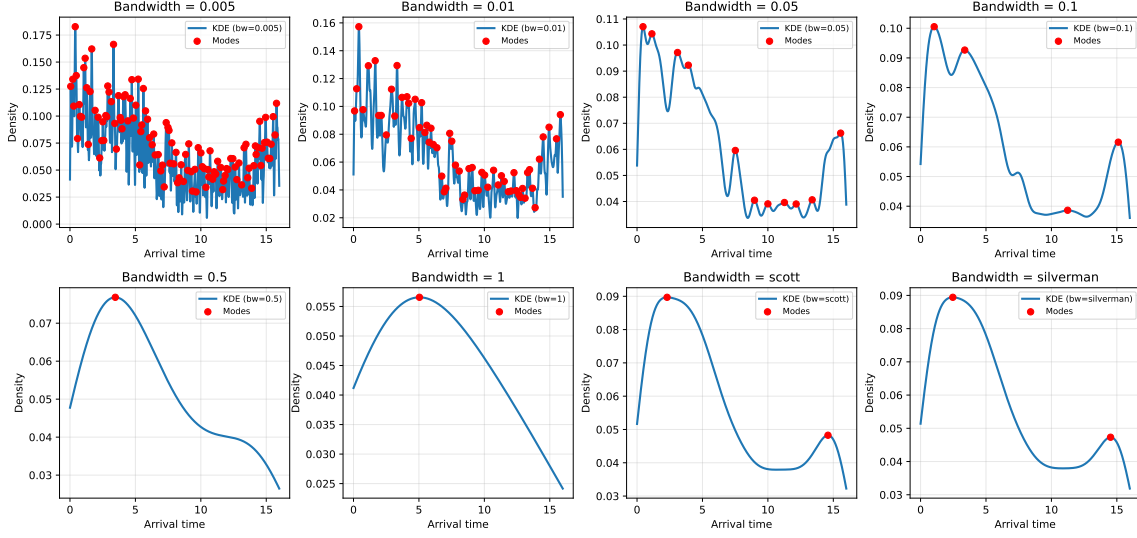 Bandwidth = 0.005
KDE (bw=0.005)
Modes
Density
0.175
0.150
0.125
0.100
0.075
0.050
0.025
0.000
0
5
10
15
Arrival time
Bandwidth = 0.01
KDE (bw=0.01)
Modes
Density
0.16
0.14
0.12
0.10
0.08
0.06
0.04
0.02
0
5
10
15
Arrival time
Bandwidth = 0.05
KDE (bw=0.05)
Modes
Density
0.11
0.10
0.09
0.08
0.07
0.06
0.05
0.04
0
5
10
15
Arrival time
Bandwidth = 0.1
KDE (bw=0.1)
Modes
Density
0.10
0.09
0.08
0.07
0.06
0.05
0.04
0
5
10
15
Arrival time
Bandwidth = 0.5
KDE (bw=0.5)
Modes
Density
0.07
0.06
0.05
0.04
0.03
0
5
10
15
Arrival time
Bandwidth = 1
KDE (bw=1)
Modes
Density
0.055
0.050
0.045
0.040
0.035
0.030
0.025
0
5
10
15
Arrival time
Bandwidth = scott
KDE (bw=scott)
Modes
Density
0.09
0.08
0.07
0.06
0.05
0.04
0.03
0
5
10
15
Arrival time
Bandwidth = silverman
KDE (bw=silverman)
Modes
Density
0.09
0.08
0.07
0.06
0.05
0.04
0.03
0
5
10
15
Arrival time